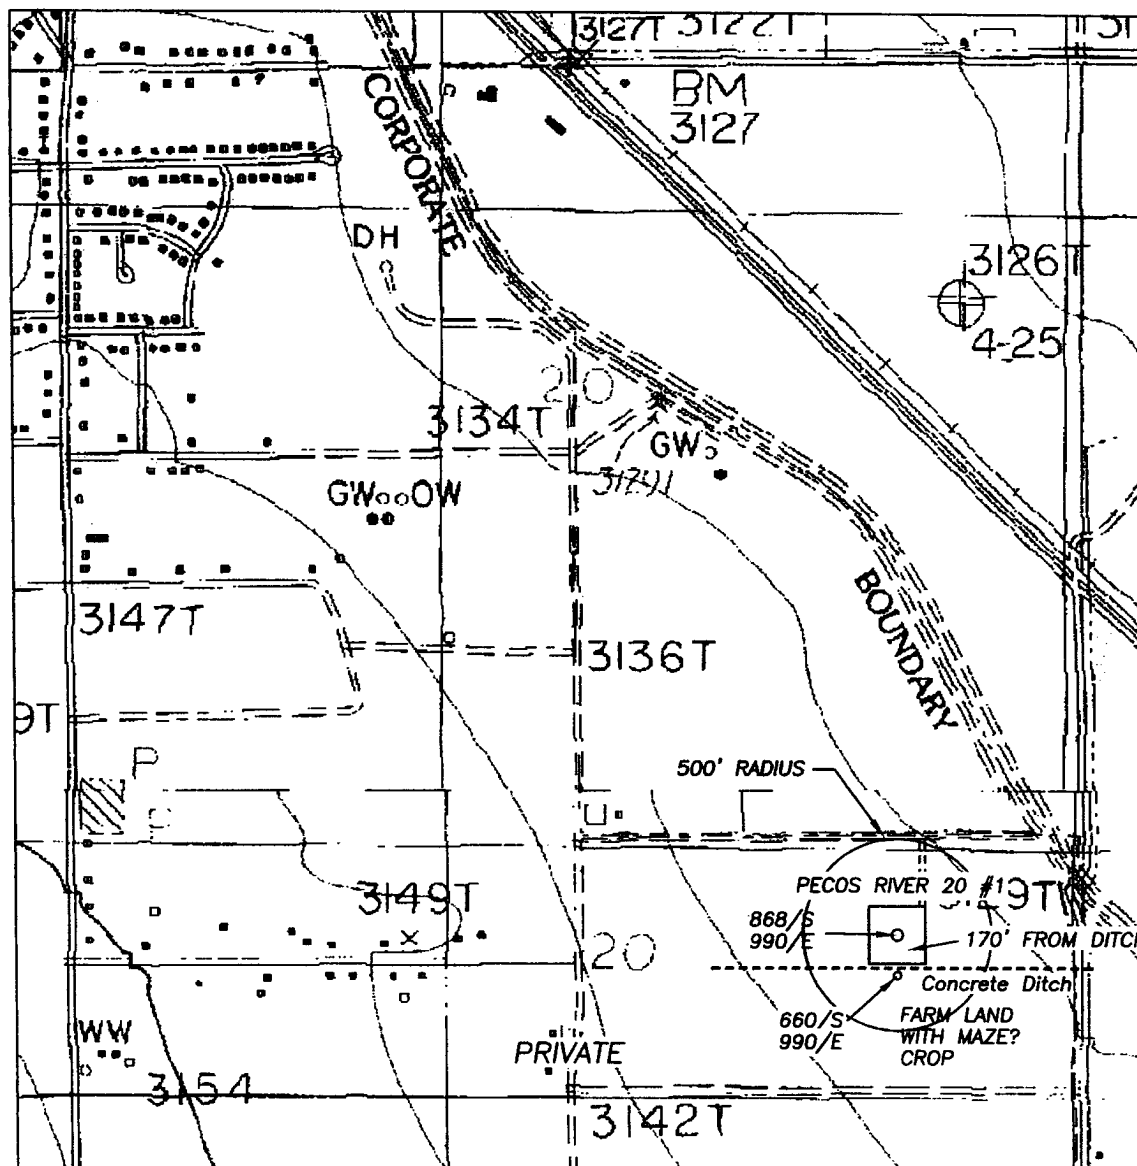 3127T
3122T
BM
3127
CORPORATE
DH
3126T
4-25
20
3134T
GW
GW OW
3147T
3136T
BOUNDARY
9T
P
500' RADIUS
PECOS RIVER 20 #1
3149T
868/S
990/E
170' FROM DITCH
20
Concrete Ditch
660/S
990/E
FARM LAND
WITH MAZE?
CROP
WW
PRIVATE
3154
3142T